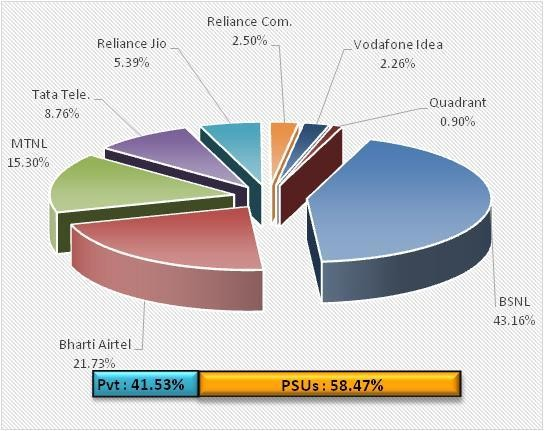 Reliance Com.
2.50%
Reliance Jio
5.39%
Vodafone Idea
2.26%
Tata Tele.
8.76%
Quadrant
0.90%
MTNL
15.30%
BSNL
43.16%
Bharti Airtel
21.73%
Pvt : 41.53%
PSUs : 58.47%